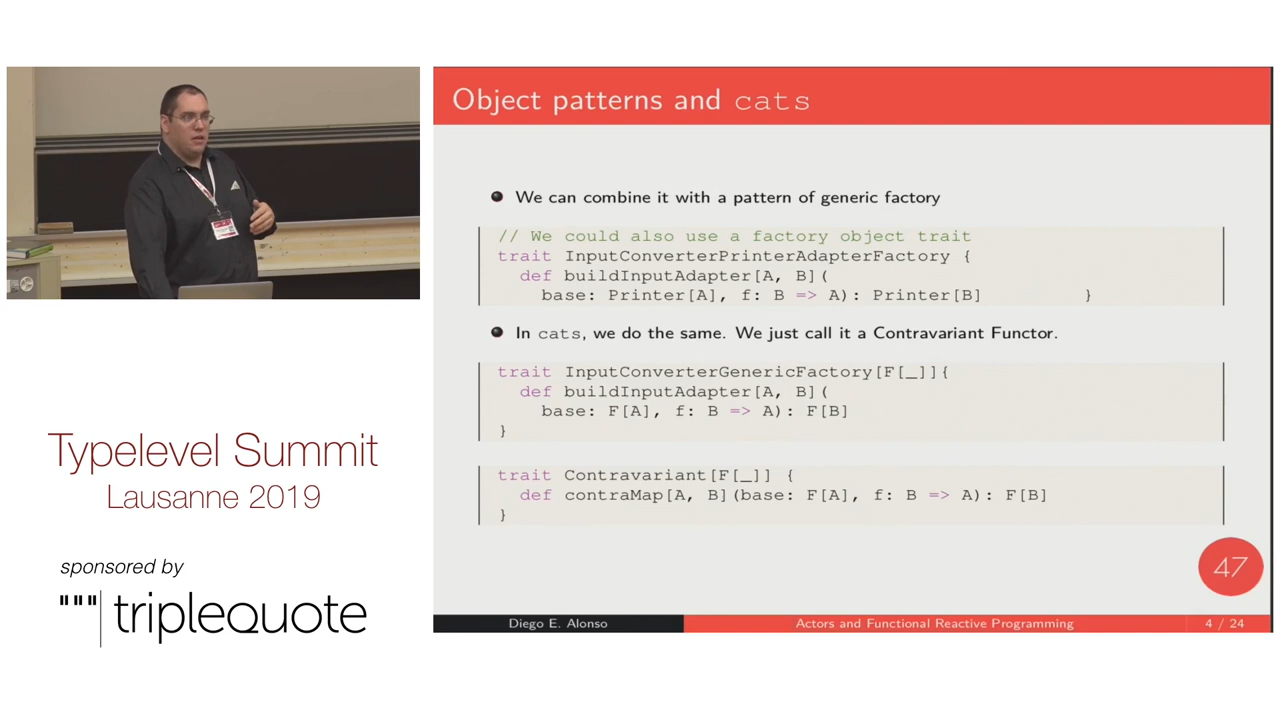 Object patterns and cats
We can combine it with a pattern of generic factory
// We could also use a factory object trait
trait InputConverterPrinterAdapterFactory {
def buildInputAdapter[A, B](
base: Printer[A], f: B => A): Printer[B] }
In cats, we do the same. We just call it a Contravariant Functor.
trait InputConverterGenericFactory[F[_]]{
def buildInputAdapter[A, B](
base: F[A], f: B => A): F[B]
}
trait Contravariant[F[_]] {
def contraMap[A, B](base: F[A], f: B => A): F[B]
}
47
Diego E. Alonso Actors and Functional Reactive Programming 4 / 24
Typelevel Summit
Lausanne 2019
sponsored by
"""|triplequote